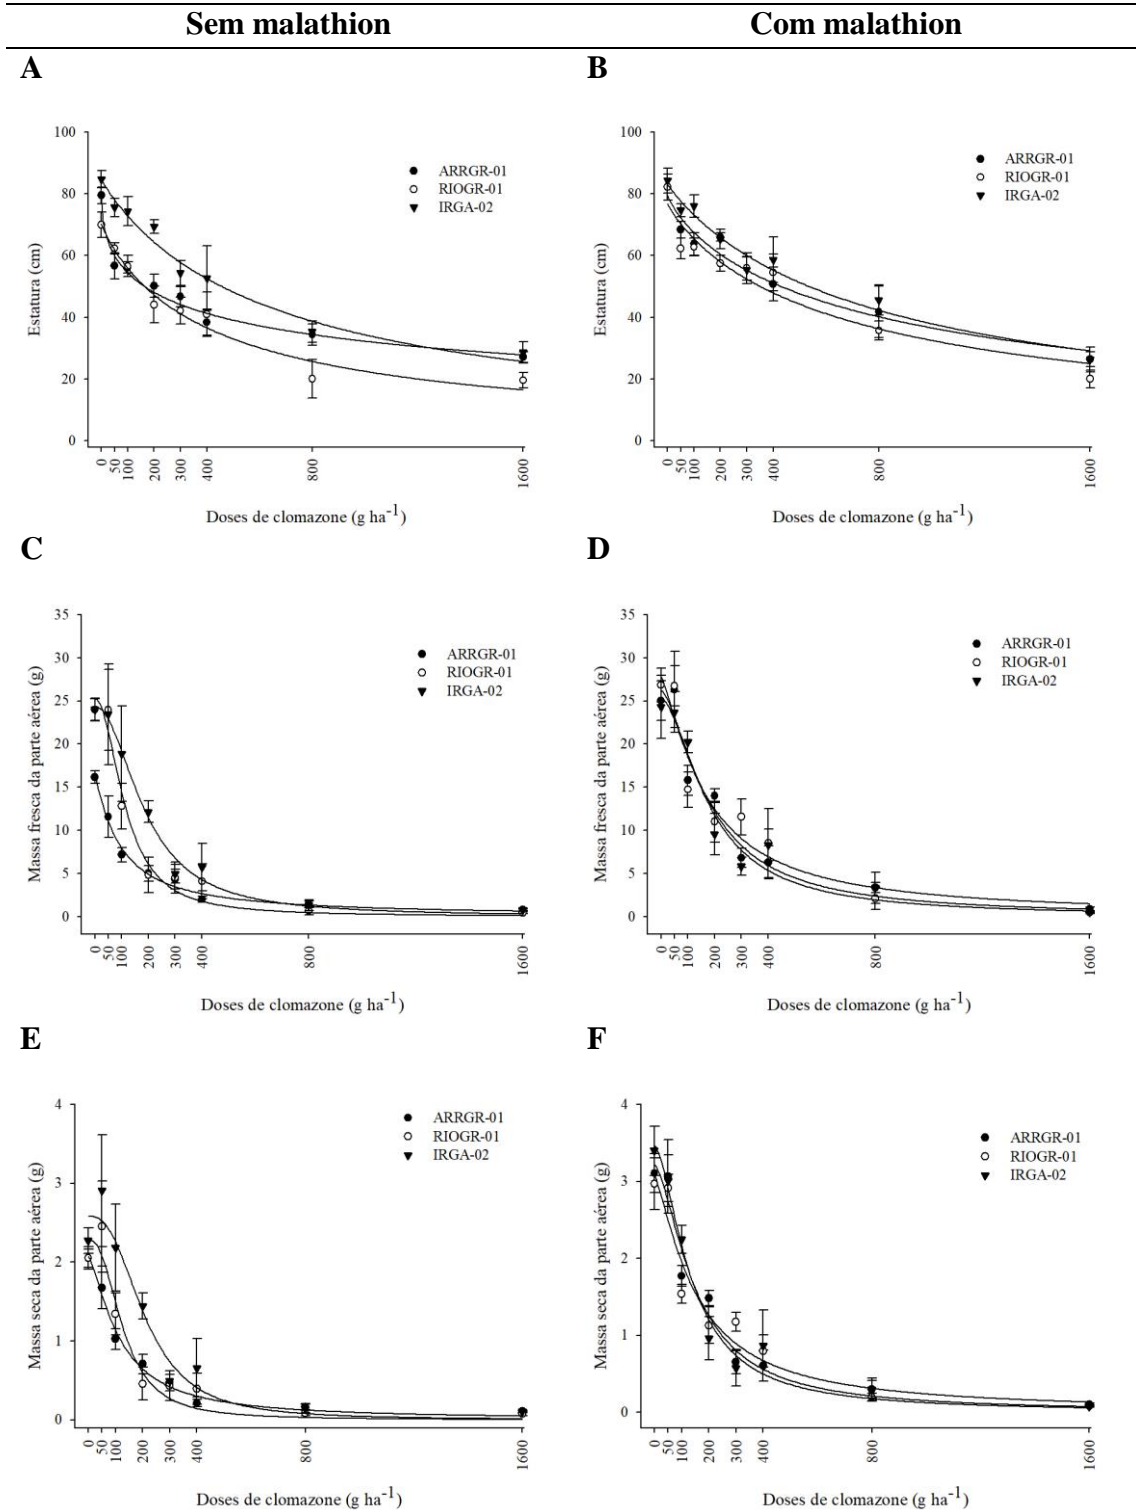 Sem malathion
Com malathion
A
B
100
80
60
40
20
0
Estatura (cm)
ARRGR-01
RIOGR-01
IRGA-02
0
50
100
200
300
400
800
1600
Doses de clomazone (g ha⁻¹)
100
80
60
40
20
0
Estatura (cm)
ARRGR-01
RIOGR-01
IRGA-02
0
50
100
200
300
400
800
1600
Doses de clomazone (g ha⁻¹)
C
D
35
30
25
20
15
10
5
0
Massa fresca da parte aérea (g)
ARRGR-01
RIOGR-01
IRGA-02
0
50
100
200
300
400
800
1600
Doses de clomazone (g ha⁻¹)
35
30
25
20
15
10
5
0
Massa fresca da parte aérea (g)
ARRGR-01
RIOGR-01
IRGA-02
0
50
100
200
300
400
800
1600
Doses de clomazone (g ha⁻¹)
E
F
4
3
2
1
0
Massa seca da parte aérea (g)
ARRGR-01
RIOGR-01
IRGA-02
0
50
100
200
300
400
800
1600
Doses de clomazone (g ha⁻¹)
4
3
2
1
0
Massa seca da parte aérea (g)
ARRGR-01
RIOGR-01
IRGA-02
0
50
100
200
300
400
800
1600
Doses de clomazone (g ha⁻¹)